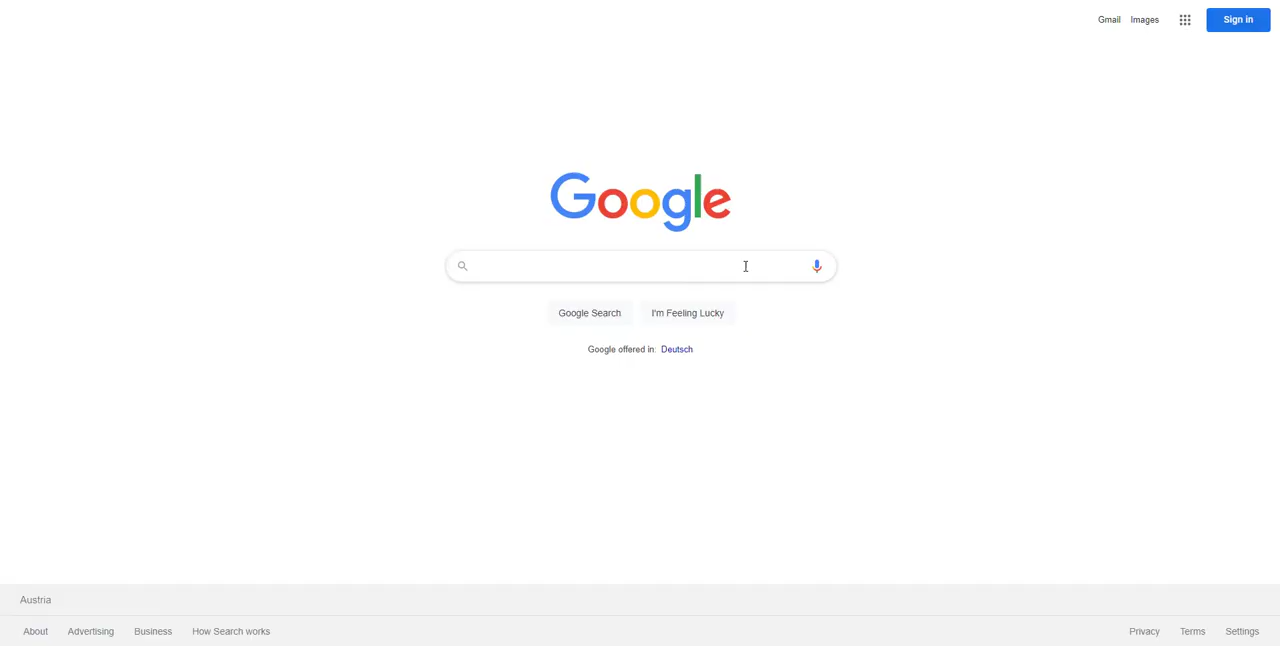 Gmail Images Sign in
Google
Google Search I'm Feeling Lucky
Google offered in: Deutsch
Austria
About Advertising Business How Search works Privacy Terms Settings